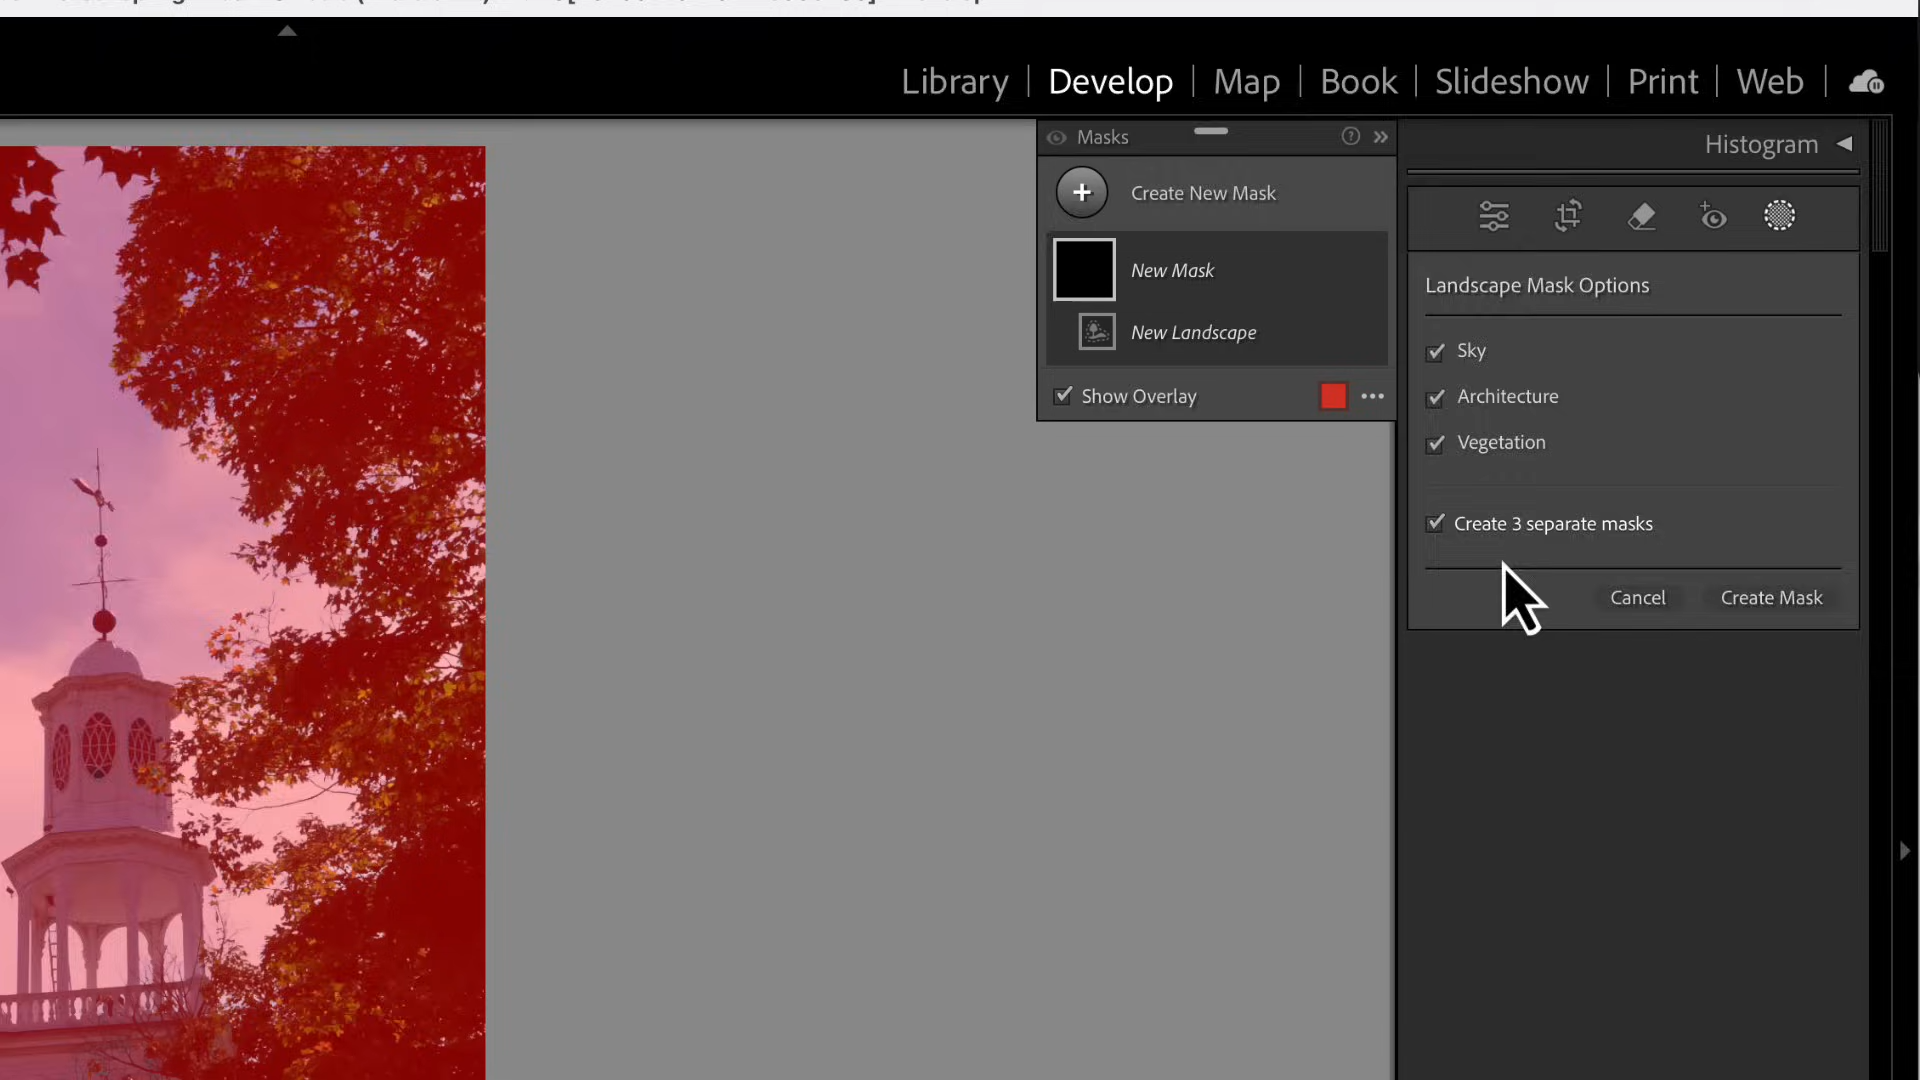 Library | Develop | Map | Book | Slideshow | Print | Web
Masks
Histogram
Create New Mask
New Mask
New Landscape
Show Overlay
Landscape Mask Options
Sky
Architecture
Vegetation
Create 3 separate masks
Cancel
Create Mask